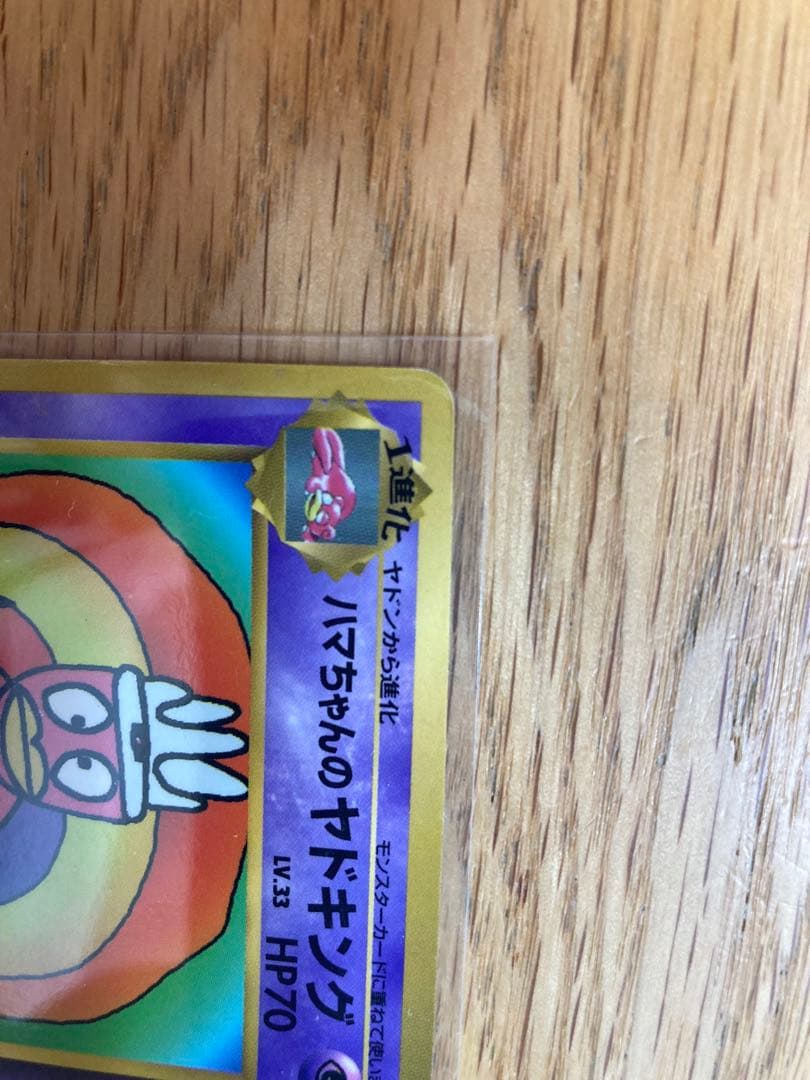 1進化
ヤドンから進化
モンスターカードに重ねて使い
ハマちゃんのヤドキング
LV.33
HP70